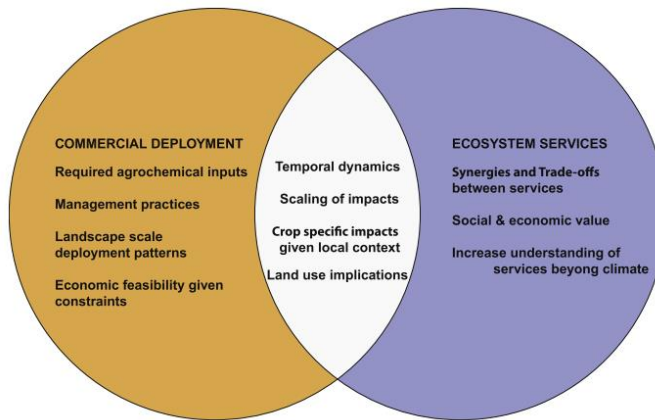 COMMERCIAL DEPLOYMENT
Required agrochemical inputs
Management practices
Landscape scale
deployment patterns
Economic feasibility given
constraints
Temporal dynamics
Scaling of impacts
Crop specific impacts
given local context
Land use implications
ECOSYSTEM SERVICES
Synergies and Trade-offs
between services
Social & economic value
Increase understanding of
services beyong climate